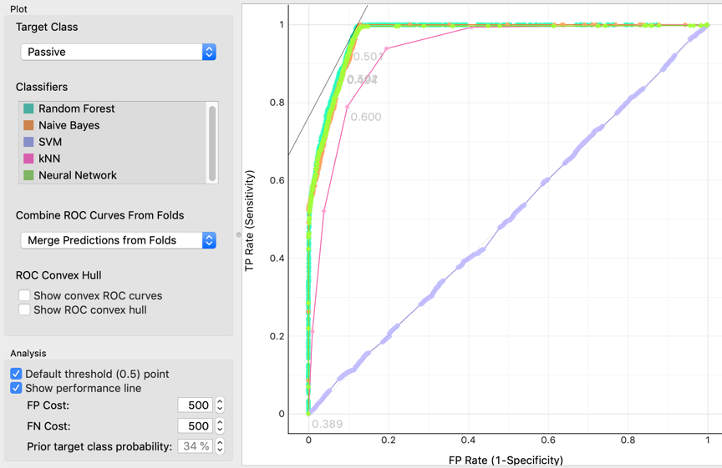 Plot
Target Class
Passive
Classifiers
Random Forest
Naive Bayes
SVM
kNN
Neural Network
Combine ROC Curves From Folds
Merge Predictions from Folds
ROC Convex Hull
Show convex ROC curves
Show ROC convex hull
Analysis
Default threshold (0.5) point
Show performance line
FP Cost: 500
FN Cost: 500
Prior target class probability: 34 %
TP Rate (Sensitivity)
1
0.8
0.6
0.4
0.2
0
0.501
0.600
0.389
0 0.2 0.4 0.6 0.8 1
FP Rate (1-Specificity)